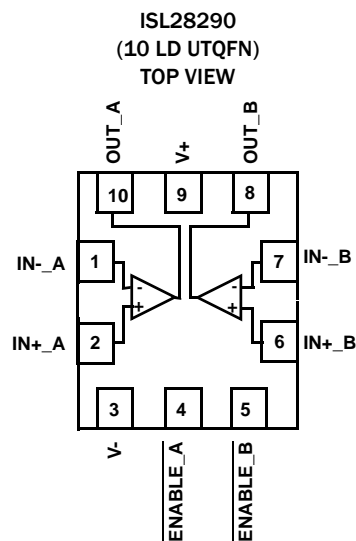 ISL28290
(10 LD UTQFN)
TOP VIEW
OUT_A
V+
OUT_B
10
9
8
IN-_A
1
-
+
-
+
7
IN-_B
IN+_A
2
6
IN+_B
3
4
5
V-
ENABLE_A
ENABLE_B